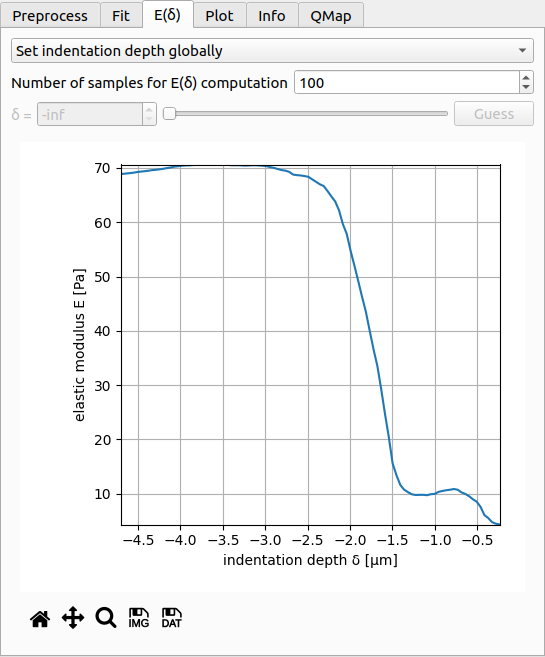 Preprocess Fit E(δ) Plot Info QMap
Set indentation depth globally
Number of samples for E(δ) computation 100
δ = -inf Guess
70
60
50
40
30
20
10
elastic modulus E [Pa]
−4.5 −4.0 −3.5 −3.0 −2.5 −2.0 −1.5 −1.0 −0.5
indentation depth δ [µm]
IMG DAT